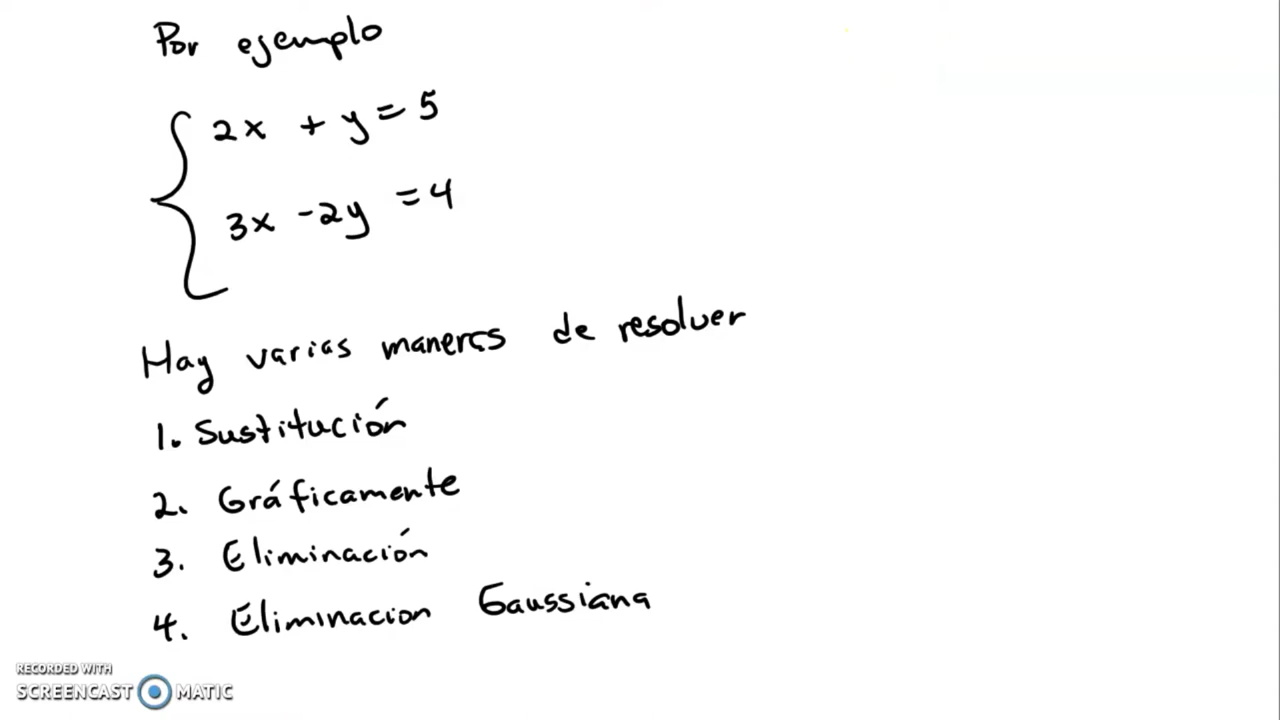 Por ejemplo
2x + y = 5
3x - 2y = 4
Hay varias maneras de resolver
1. Sustitución
2. Gráficamente
3. Eliminación
4. Eliminacion Gaussiana
RECORDED WITH
SCREENCAST MATIC